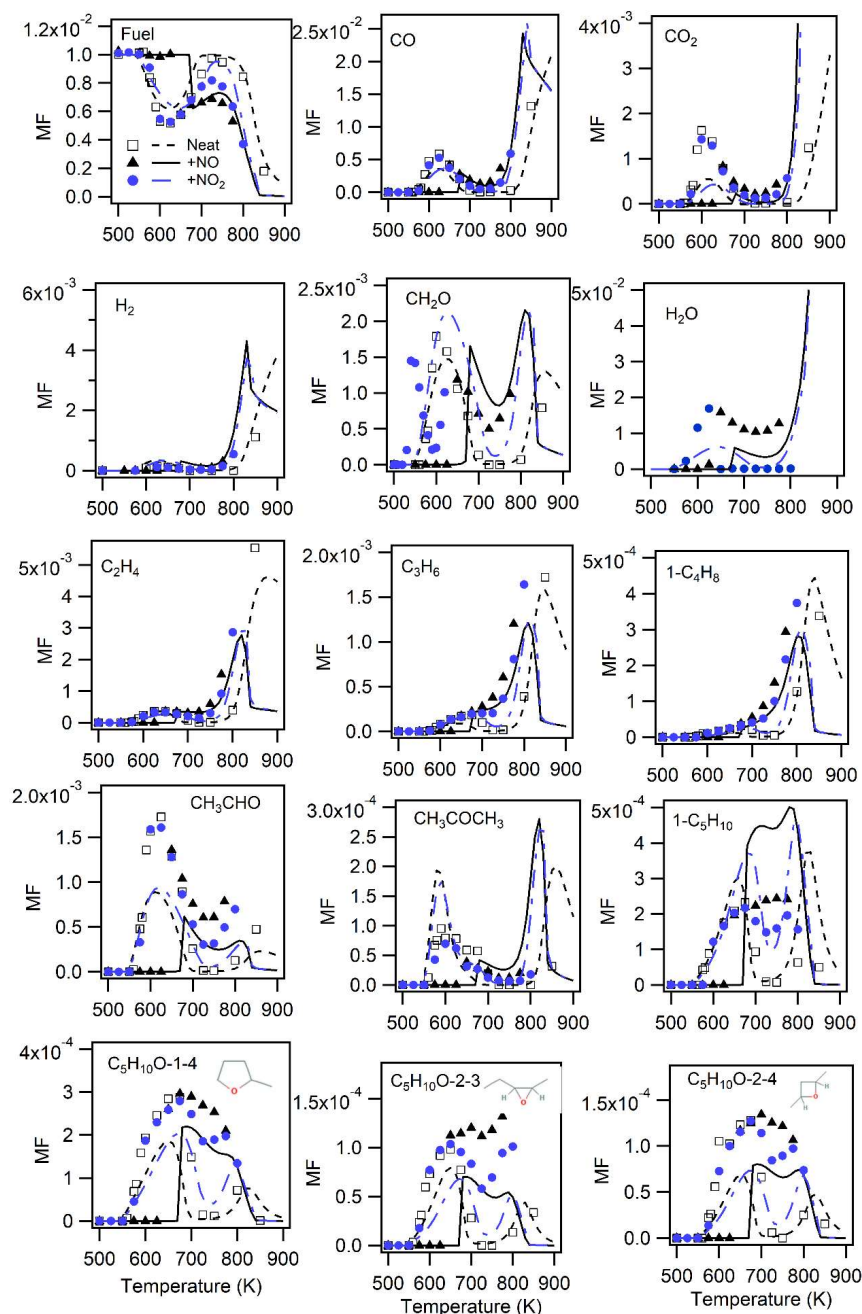 1.2x10⁻²
Fuel
1.0
0.8
0.6
0.4
0.2
0.0
MF
Neat
+NO
+NO₂
500 600 700 800 900
2.5x10⁻²
CO
2.0
1.5
1.0
0.5
0.0
MF
500 600 700 800 900
4x10⁻³
CO₂
3
2
1
0
MF
500 600 700 800 900
6x10⁻³
H₂
4
2
0
MF
500 600 700 800 900
2.5x10⁻³
CH₂O
2.0
1.5
1.0
0.5
0.0
MF
500 600 700 800 900
5x10⁻²
H₂O
4
3
2
1
0
MF
500 600 700 800 900
C₂H₄
5x10⁻³
4
3
2
1
0
MF
500 600 700 800 900
2.0x10⁻³
C₃H₆
1.5
1.0
0.5
0.0
MF
500 600 700 800 900
5x10⁻⁴
1-C₄H₈
4
3
2
1
0
MF
500 600 700 800 900
2.0x10⁻³
CH₃CHO
1.5
1.0
0.5
0.0
MF
500 600 700 800 900
3.0x10⁻⁴
CH₃COCH₃
2.0
1.0
0.0
MF
500 600 700 800 900
5x10⁻⁴
1-C₅H₁₀
4
3
2
1
0
MF
500 600 700 800 900
4x10⁻⁴
C₅H₁₀O-1-4
O
3
2
1
0
MF
500 600 700 800 900
Temperature (K)
C₅H₁₀O-2-3
H O H
1.5x10⁻⁴
1.0
0.5
0.0
MF
500 600 700 800 900
Temperature (K)
C₅H₁₀O-2-4
H
O
H
1.5x10⁻⁴
1.0
0.5
0.0
MF
500 600 700 800 900
Temperature (K)